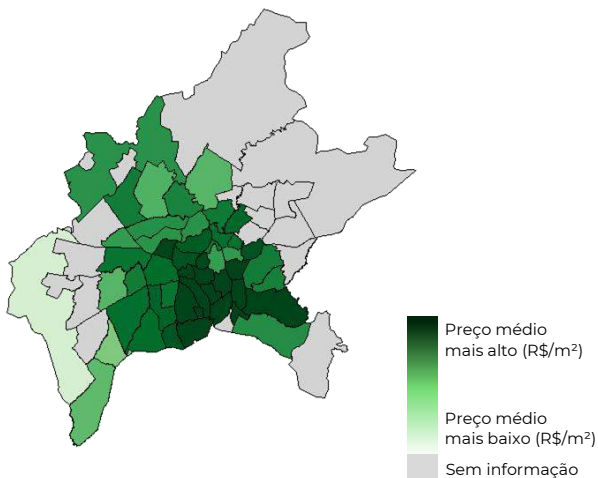 Preço médio
mais alto (R$/m²)
Preço médio
mais baixo (R$/m²)
Sem informação